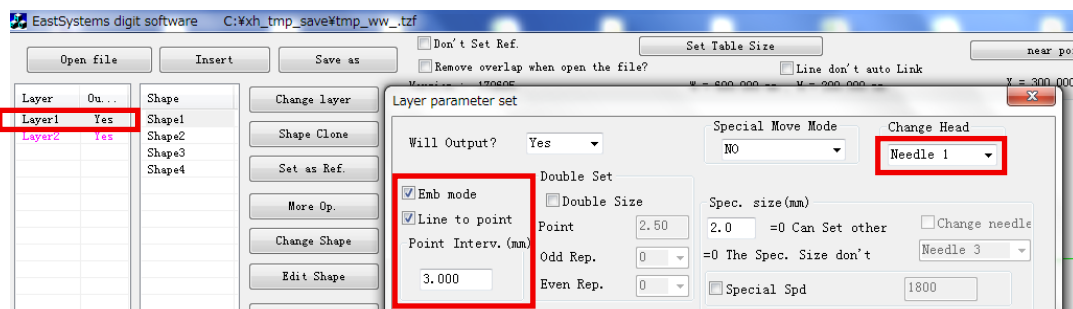 EastSystems digit software C:¥xh_tmp_save¥tmp_ww_.tzf
Open file
Insert
Save as
Don't Set Ref.
Set Table Size
near po
Remove overlap when open the file?
Line don't auto Link
Layer Ou... Shape
Layer1 Yes Shape1
Layer2 Yes Shape2
Shape3
Shape4
Change layer
Shape Clone
Set as Ref.
More Op.
Change Shape
Edit Shape
Layer parameter set
Will Output? Yes
Special Move Mode
NO
Change Head
Needle 1
Emb mode
Line to point
Point Interv.(mm)
3.000
Double Set
Double Size
Point 2.50
Odd Rep. 0
Even Rep. 0
Spec. size(mm)
2.0 =0 Can Set other
=0 The Spec. Size don't
Change needle
Needle 3
Special Spd 1800